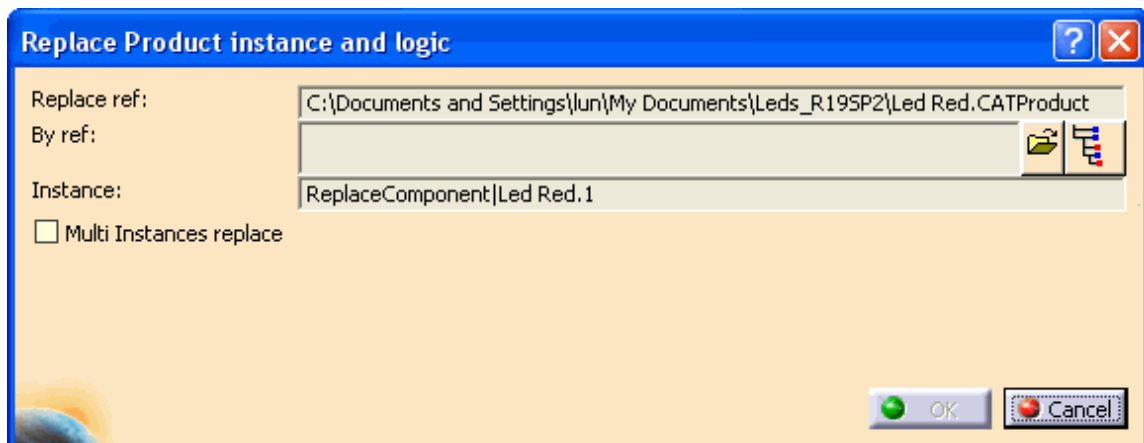 Replace Product instance and logic
Replace ref: C:\Documents and Settings\lun\My Documents\Leds_R19SP2\Led Red.CATProduct
By ref:
Instance: ReplaceComponent|Led Red.1
Multi Instances replace
OK Cancel